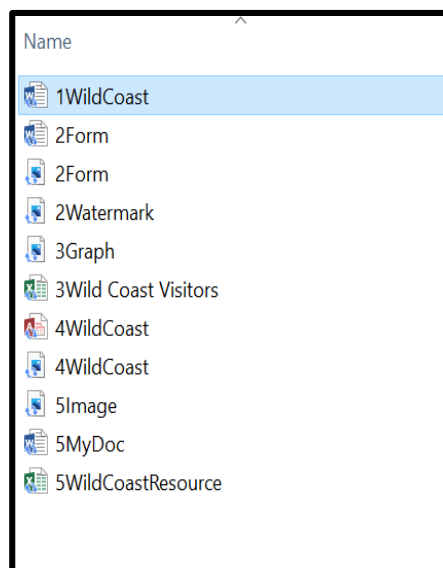 Name
1WildCoast
2Form
2Form
2Watermark
3Graph
3Wild Coast Visitors
4WildCoast
4WildCoast
5Image
5MyDoc
5WildCoastResource